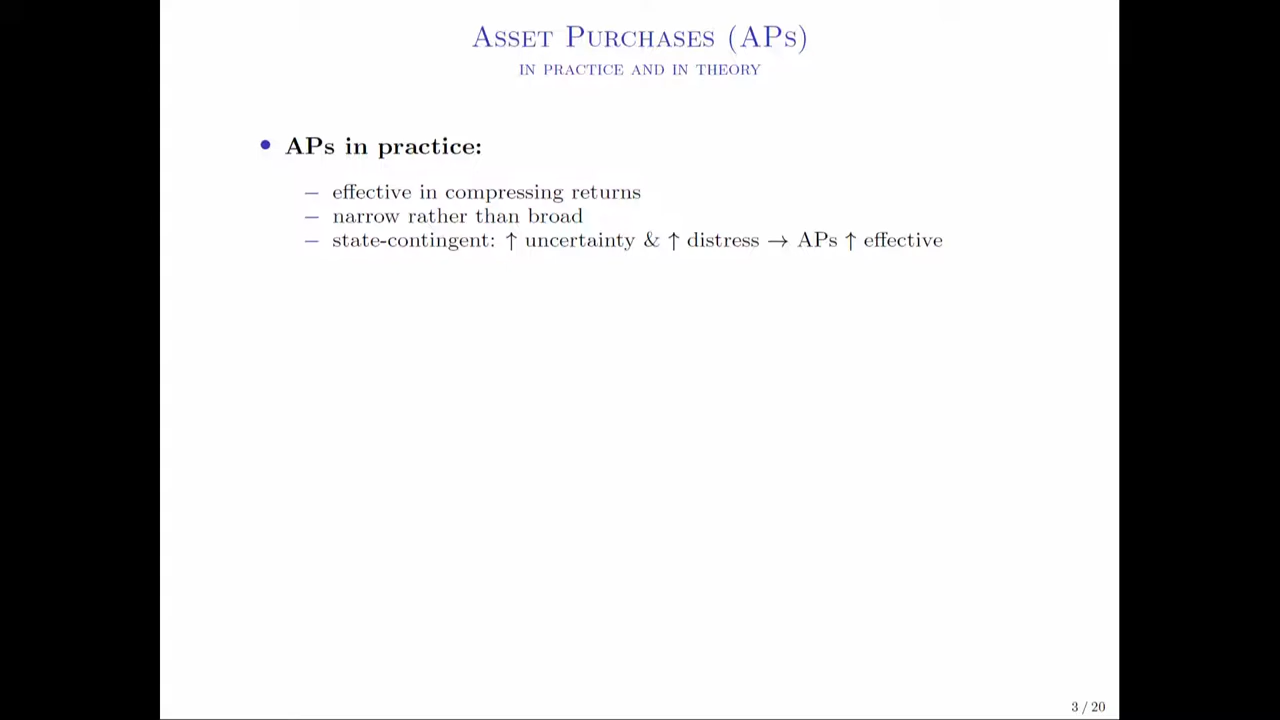 Asset Purchases (APs)
in practice and in theory
• APs in practice:
– effective in compressing returns
– narrow rather than broad
– state-contingent: ↑ uncertainty & ↑ distress → APs ↑ effective
3 / 20